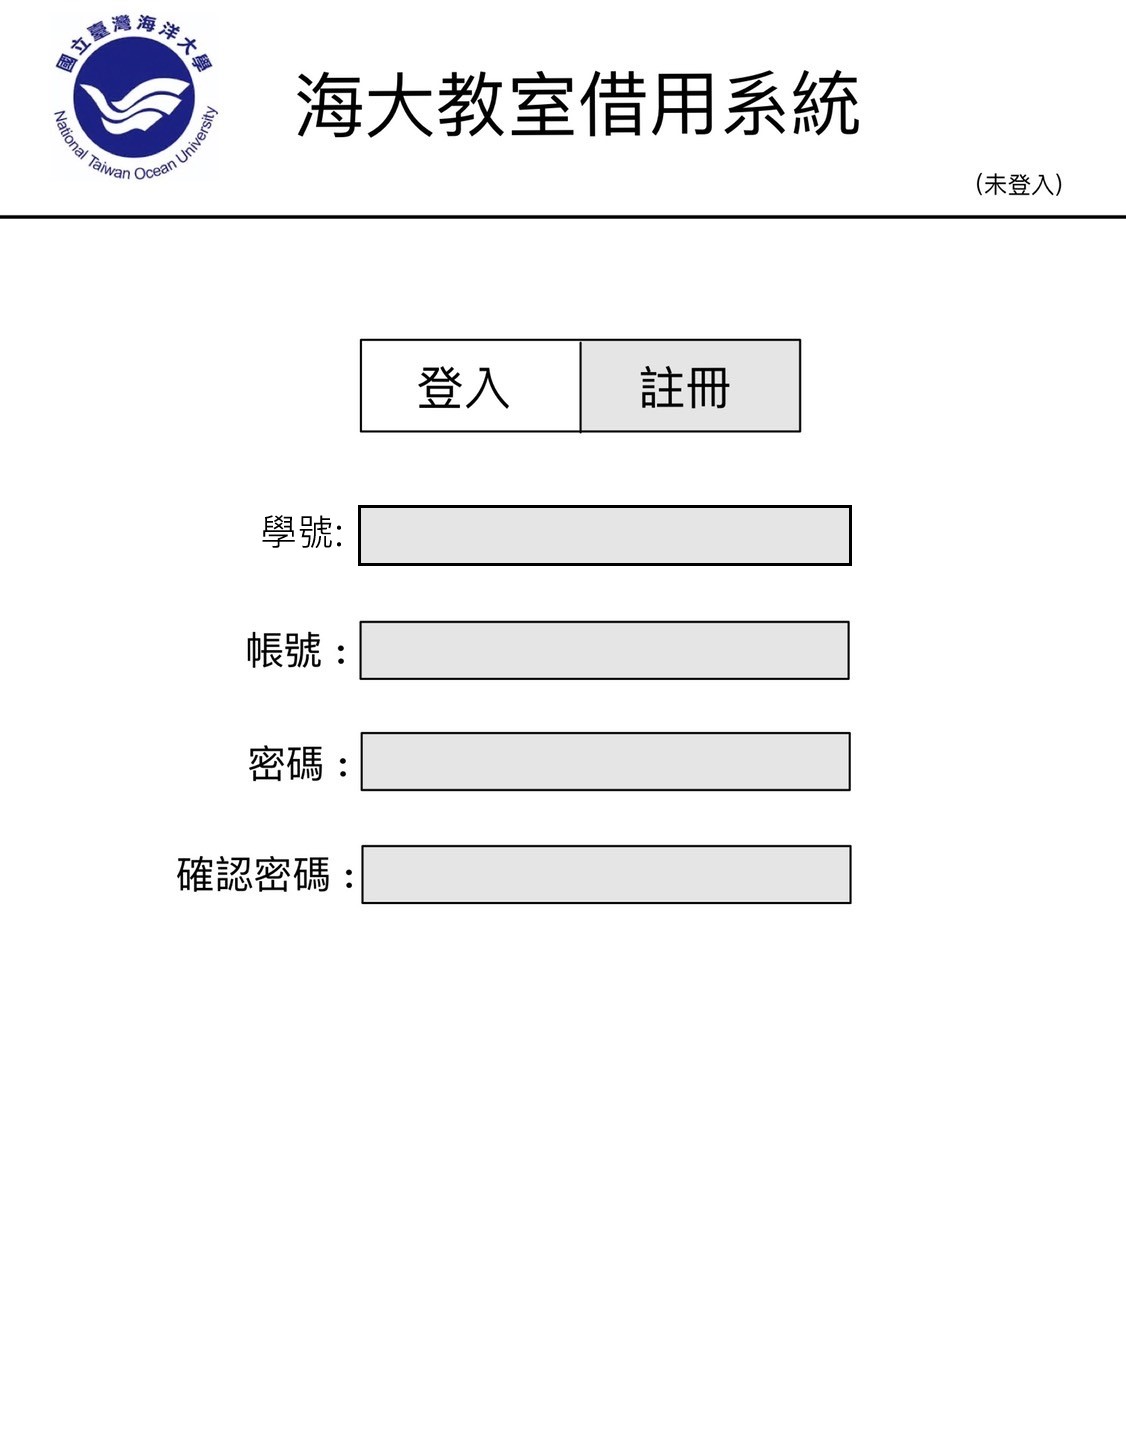 國立臺灣海洋大學
National Taiwan Ocean University
海大教室借用系統
(未登入)
登入 註冊
學號:
帳號：
密碼：
確認密碼：